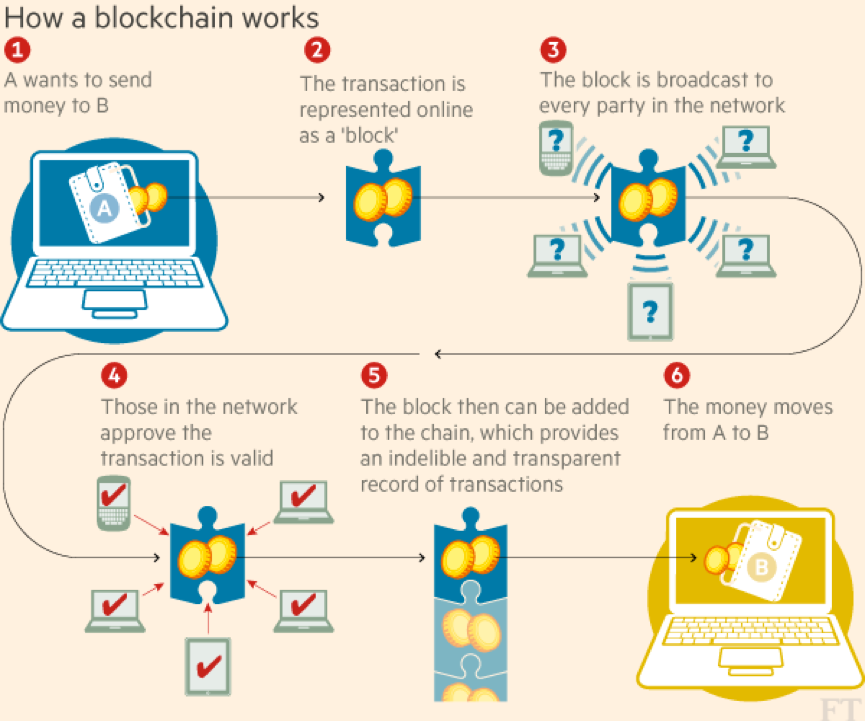 How a blockchain works
1
A wants to send
money to B
2
The transaction is
represented online
as a 'block'
3
The block is broadcast to
every party in the network
A
?
?
?
?
?
4
Those in the network
approve the
transaction is valid
5
The block then can be added
to the chain, which provides
an indelible and transparent
record of transactions
6
The money moves
from A to B
B
FT